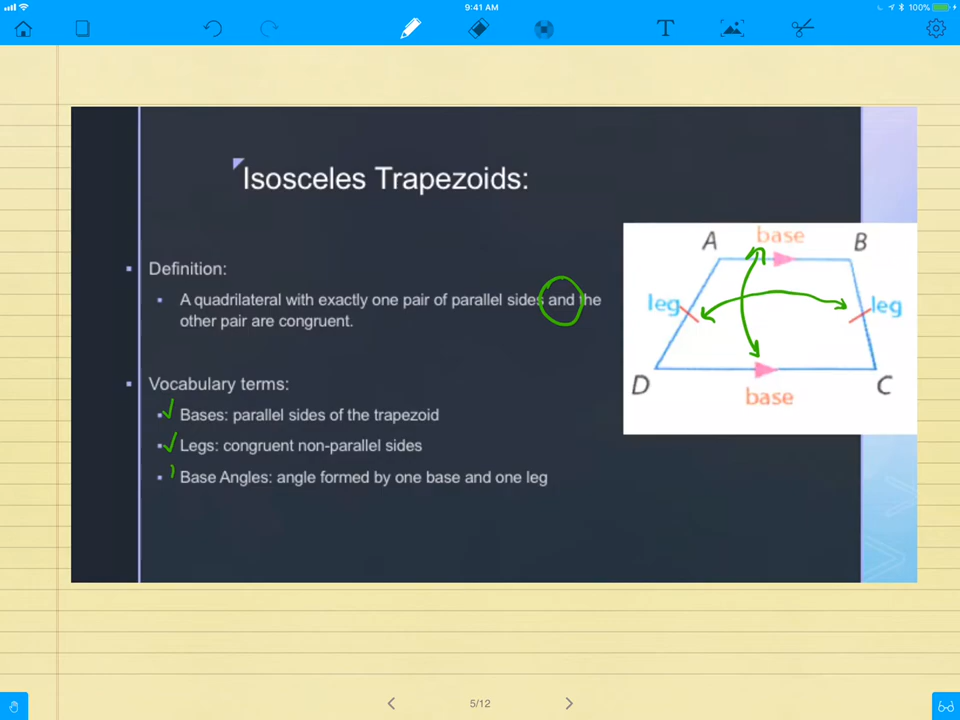 9:41 AM
100%
T
Isosceles Trapezoids:
Definition:
A quadrilateral with exactly one pair of parallel sides and the
other pair are congruent.
Vocabulary terms:
Bases: parallel sides of the trapezoid
Legs: congruent non-parallel sides
Base Angles: angle formed by one base and one leg
A
base
B
leg
leg
D
base
C
5/12